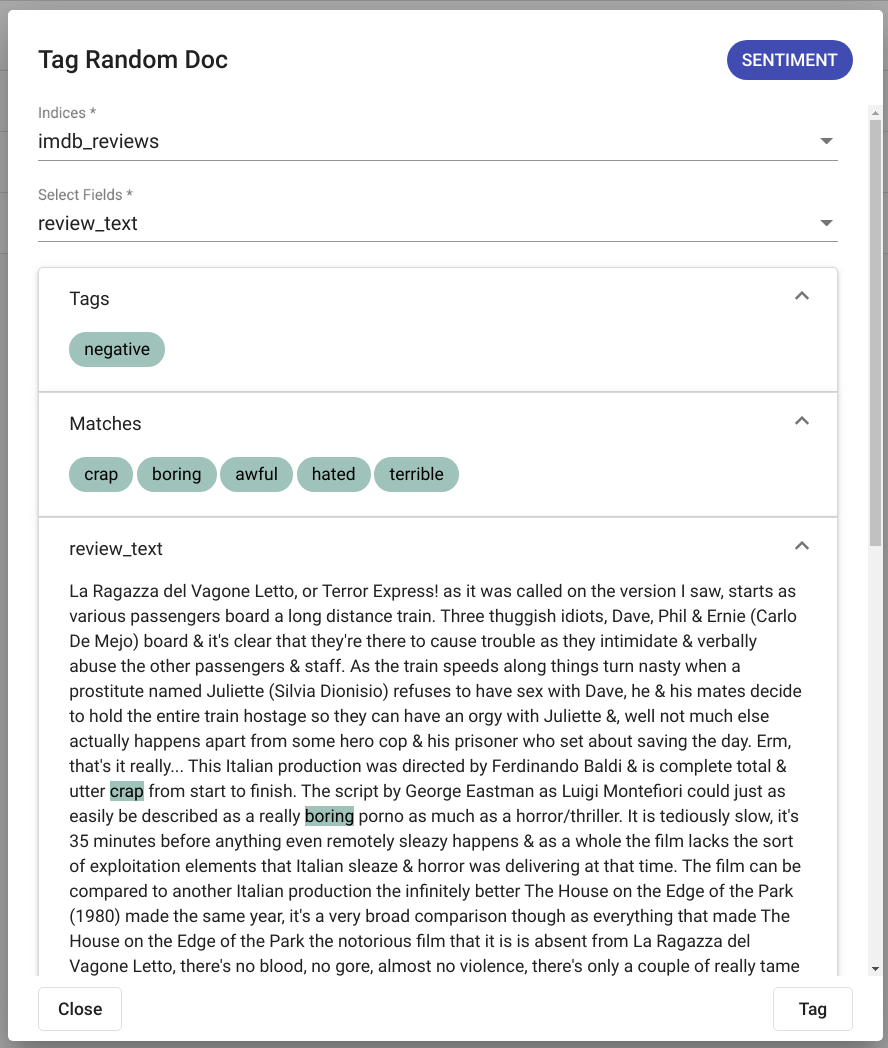 Tag Random Doc
SENTIMENT
Indices *
imdb_reviews
Select Fields *
review_text
Tags
negative
Matches
crap boring awful hated terrible
review_text
La Ragazza del Vagone Letto, or Terror Express! as it was called on the version I saw, starts as
various passengers board a long distance train. Three thuggish idiots, Dave, Phil & Ernie (Carlo
De Mejo) board & it's clear that they're there to cause trouble as they intimidate & verbally
abuse the other passengers & staff. As the train speeds along things turn nasty when a
prostitute named Juliette (Silvia Dionisio) refuses to have sex with Dave, he & his mates decide
to hold the entire train hostage so they can have an orgy with Juliette &, well not much else
actually happens apart from some hero cop & his prisoner who set about saving the day. Erm,
that's it really... This Italian production was directed by Ferdinando Baldi & is complete total &
utter crap from start to finish. The script by George Eastman as Luigi Montefiori could just as
easily be described as a really boring porno as much as a horror/thriller. It is tediously slow, it's
35 minutes before anything even remotely sleazy happens & as a whole the film lacks the sort
of exploitation elements that Italian sleaze & horror was delivering at that time. The film can be
compared to another Italian production the infinitely better The House on the Edge of the Park
(1980) made the same year, it's a very broad comparison though as everything that made The
House on the Edge of the Park the notorious film that it is is absent from La Ragazza del
Vagone Letto, there's no blood, no gore, almost no violence, there's only a couple of really tame
Close
Tag